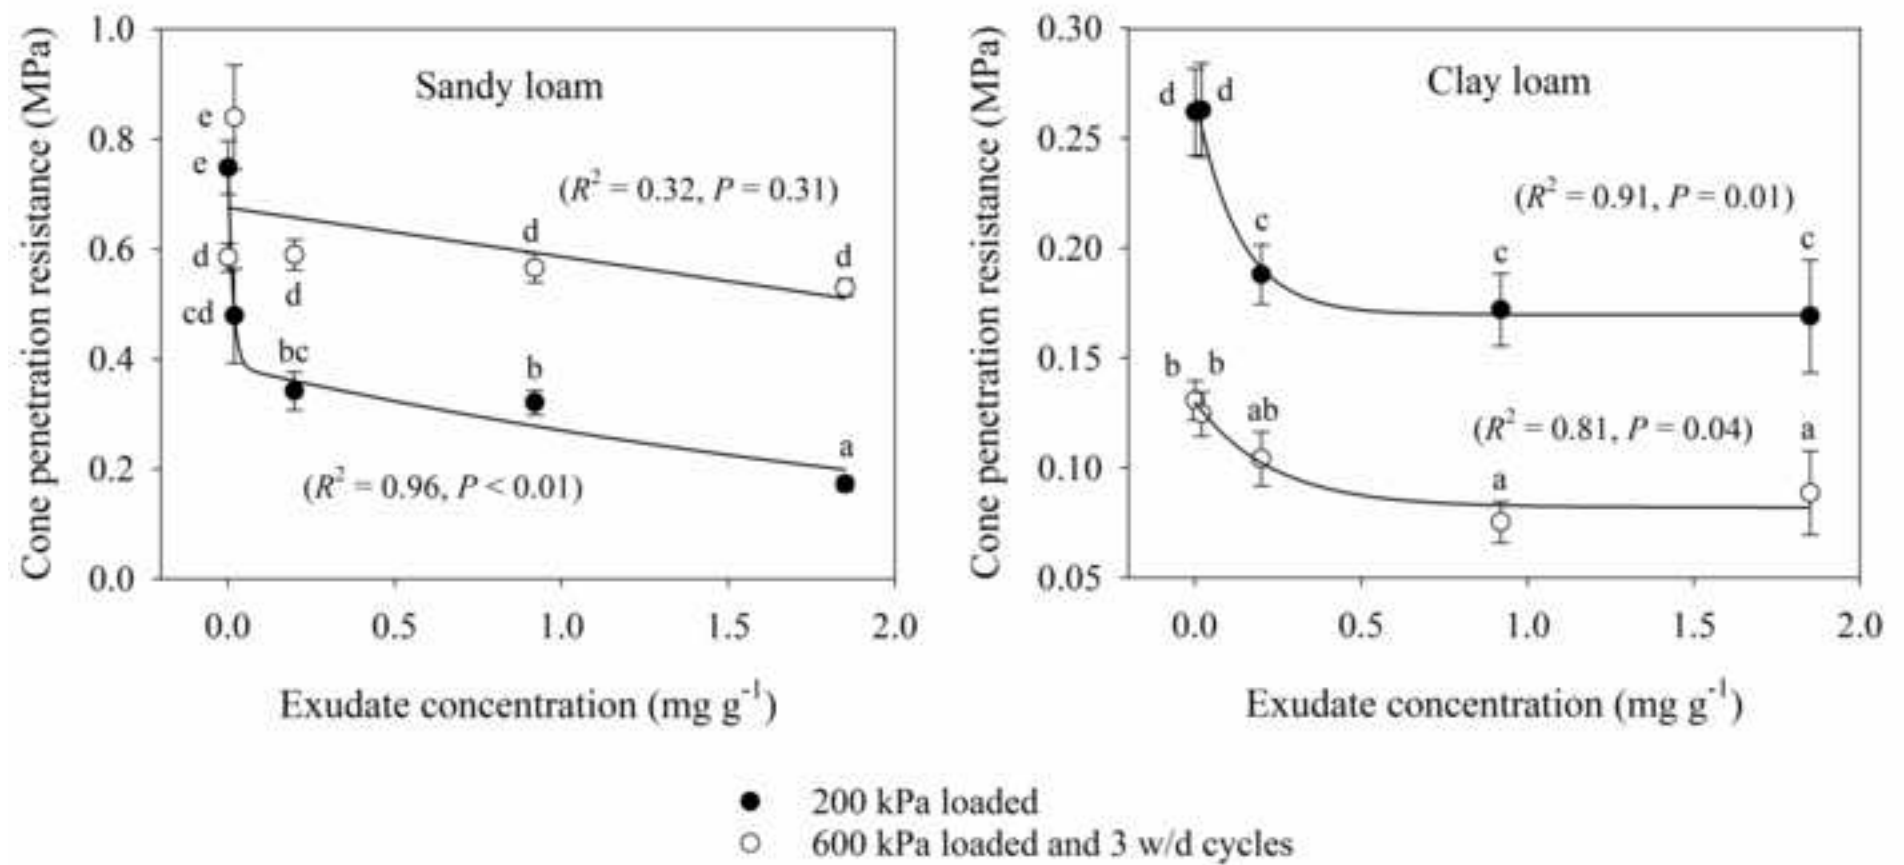 Cone penetration resistance (MPa)
1.0
0.8
0.6
0.4
0.2
0.0
Sandy loam
e
e
d
cd
d
bc
d
b
d
a
(R² = 0.32, P = 0.31)
(R² = 0.96, P < 0.01)
0.0 0.5 1.0 1.5 2.0
Exudate concentration (mg g⁻¹)
Cone penetration resistance (MPa)
0.30
0.25
0.20
0.15
0.10
0.05
Clay loam
d d
c
c
c
(R² = 0.91, P = 0.01)
b b
ab
a
a
(R² = 0.81, P = 0.04)
0.0 0.5 1.0 1.5 2.0
Exudate concentration (mg g⁻¹)
200 kPa loaded
600 kPa loaded and 3 w/d cycles